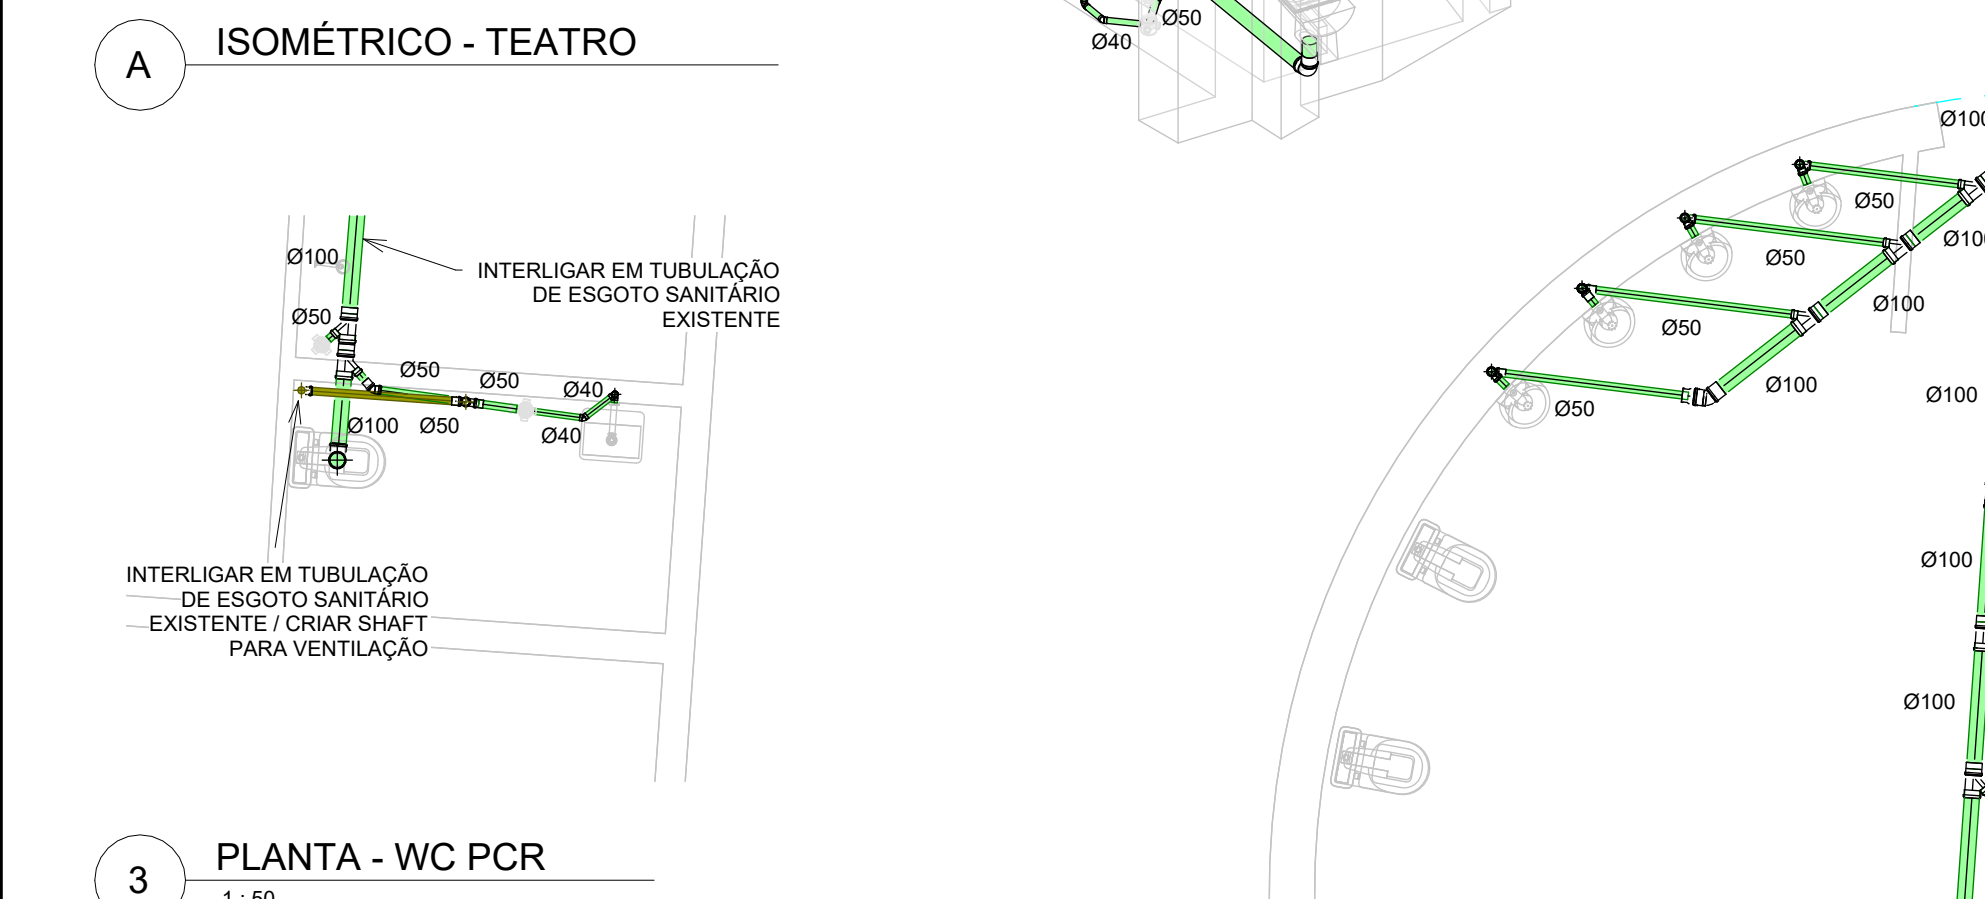 A
ISOMÉTRICO - TEATRO
Ø50
Ø40
Ø100
INTERLIGAR EM TUBULAÇÃO
DE ESGOTO SANITÁRIO
EXISTENTE
Ø50
Ø50
Ø50
Ø40
Ø100
Ø50
Ø40
INTERLIGAR EM TUBULAÇÃO
DE ESGOTO SANITÁRIO
EXISTENTE / CRIAR SHAFT
PARA VENTILAÇÃO
3
PLANTA - WC PCR
1 : 50
Ø100
Ø50
Ø100
Ø50
Ø100
Ø50
Ø100
Ø50
Ø100
Ø100
Ø100